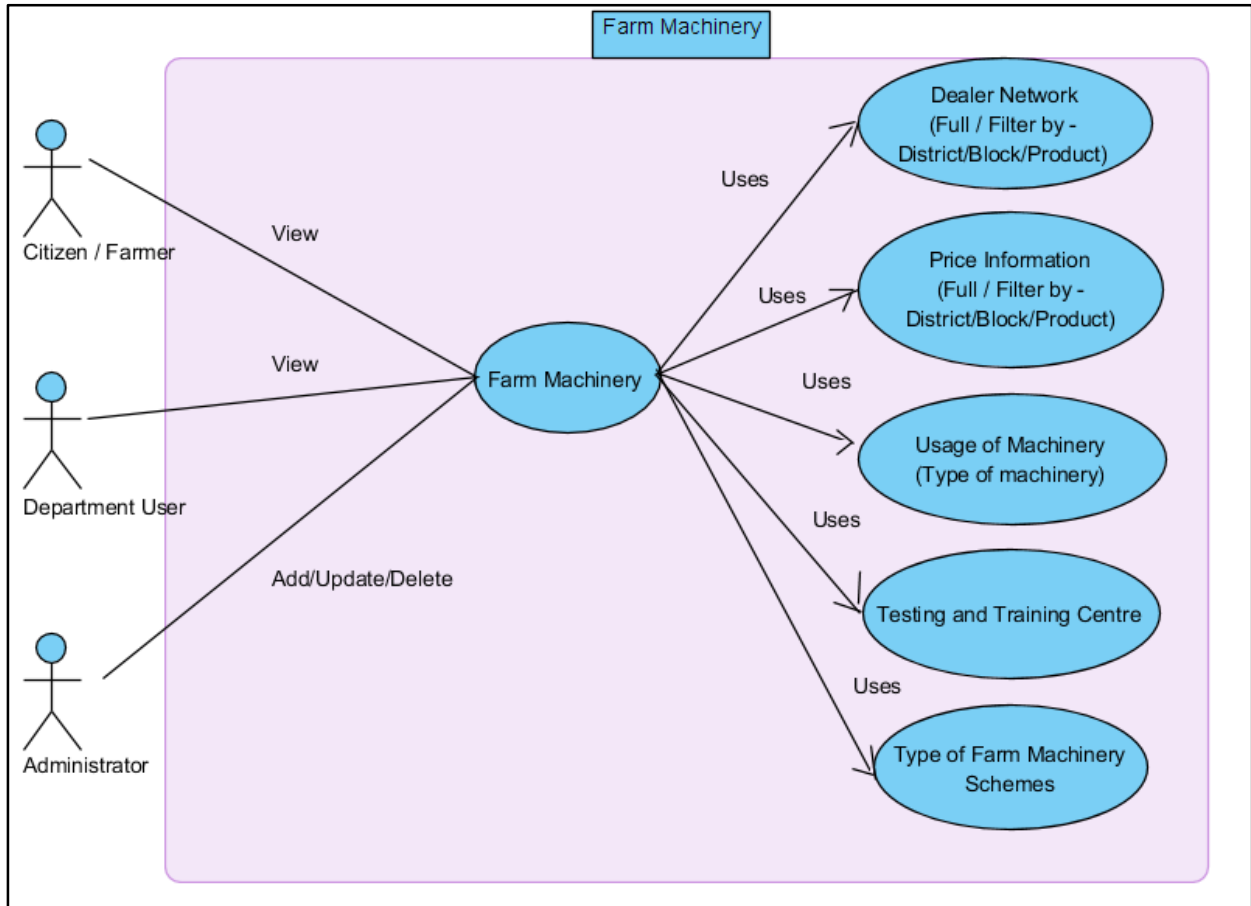 Farm Machinery
Dealer Network
(Full / Filter by -
District/Block/Product)
Uses
Citizen / Farmer
View
Price Information
(Full / Filter by -
District/Block/Product)
Uses
View
Farm Machinery
Uses
Usage of Machinery
(Type of machinery)
Department User
Uses
Add/Update/Delete
Testing and Training Centre
Uses
Administrator
Type of Farm Machinery
Schemes